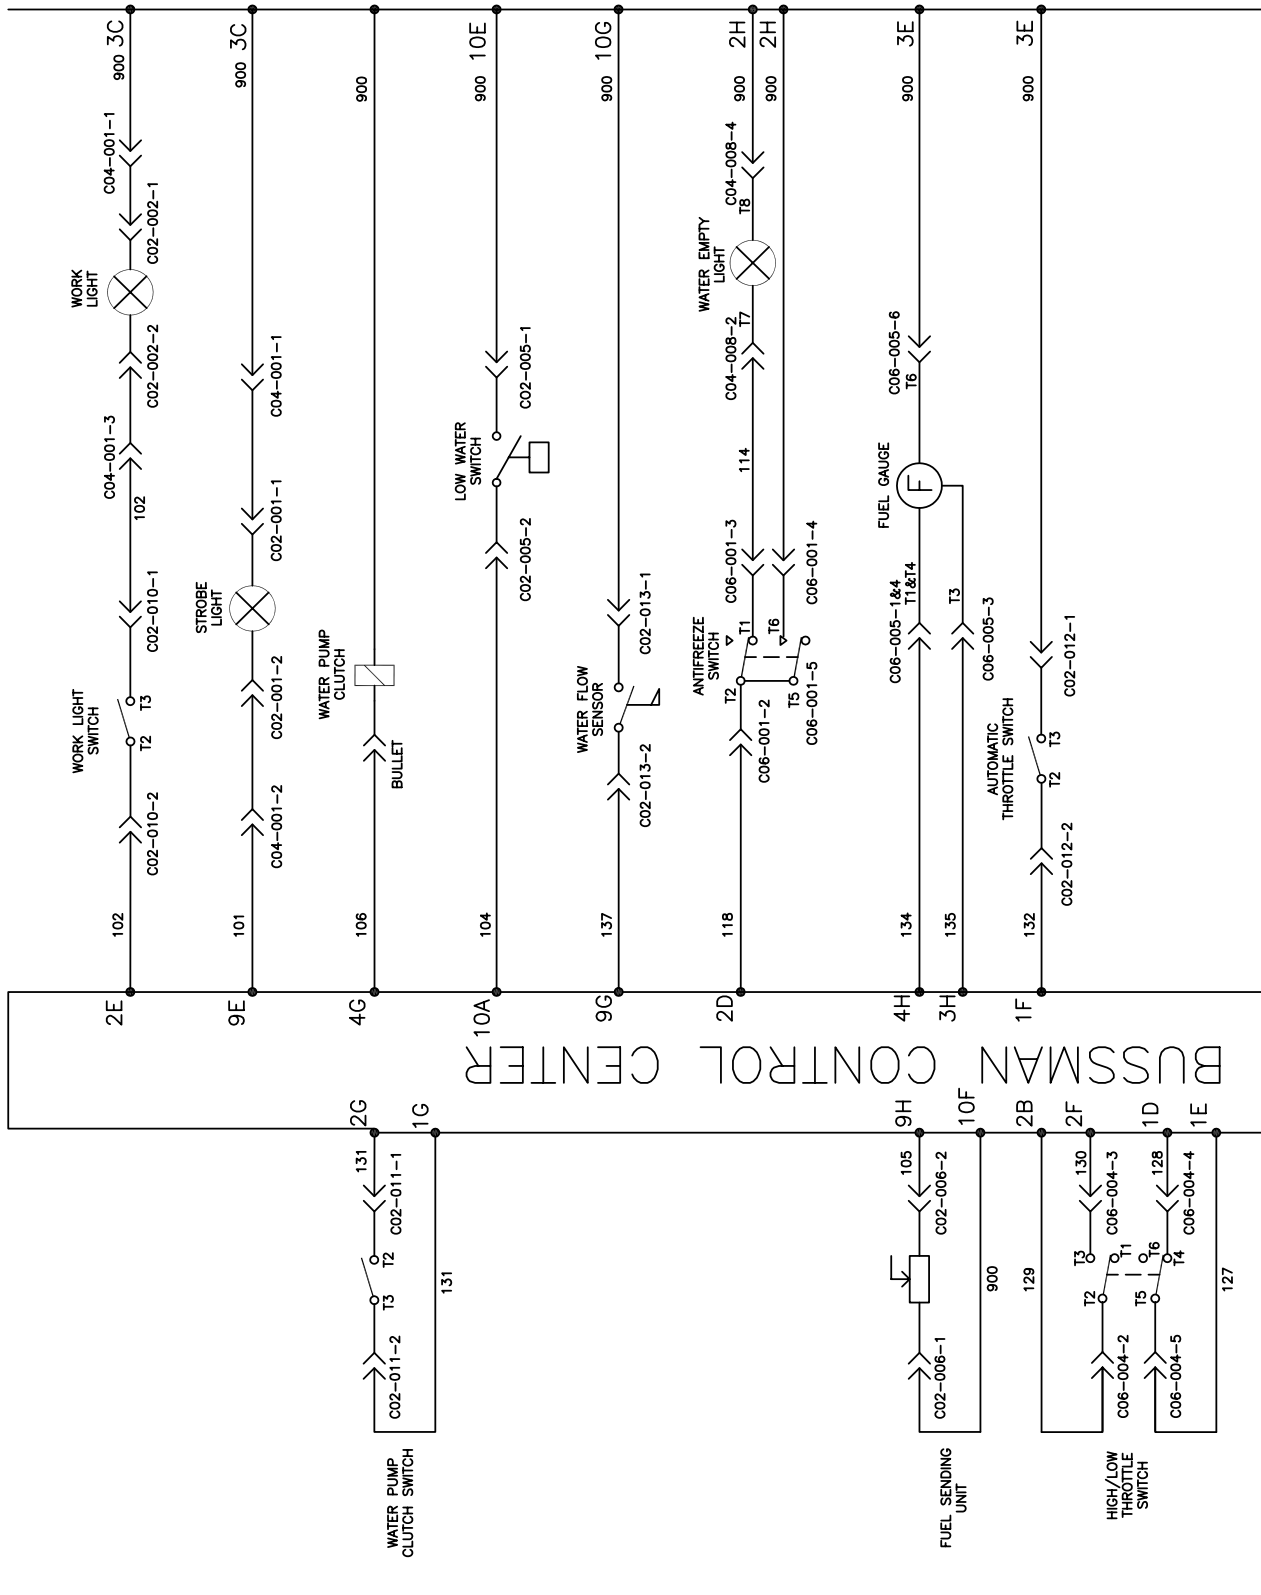 3C
900
C04-001-1
C02-002-1
WORK
LIGHT
C02-002-2
C04-001-3
102
C02-010-1
WORK LIGHT
SWITCH
T3
T2
C02-010-2
102
2E
3C
900
C04-001-1
C02-001-1
STROBE
LIGHT
C02-001-2
C04-001-2
101
9E
900
WATER PUMP
CLUTCH
BULLET
106
4G
10E
900
C02-005-1
LOW WATER
SWITCH
C02-005-2
104
10A
10G
900
C02-013-1
WATER FLOW
SENSOR
C02-013-2
137
9G
2H
2H
900
900
C04-008-4
T8
WATER EMPTY
LIGHT
T7
C04-008-2
114
C06-001-3
C06-001-4
ANTIFREEZE
SWITCH
T1
T6
T2
T5
C06-001-5
C06-001-2
118
2D
3E
900
C06-005-6
T6
FUEL GAUGE
F
C06-005-1&4
T1&T4
T3
C06-005-3
134
135
4H
3H
3E
900
C02-012-1
AUTOMATIC
THROTTLE SWITCH
T3
T2
C02-012-2
132
1F
BUSSMAN CONTROL CENTER
2G
1G
131
C02-011-1
T2
T3
131
C02-011-2
WATER PUMP
CLUTCH SWITCH
9H
10F
105
C02-006-2
900
C02-006-1
FUEL SENDING
UNIT
2B
2F
1D
1E
130
C06-004-3
128
C06-004-4
129
T3
T1
T2
T6
T4
T5
127
C06-004-2
C06-004-5
HIGH/LOW
THROTTLE
SWITCH